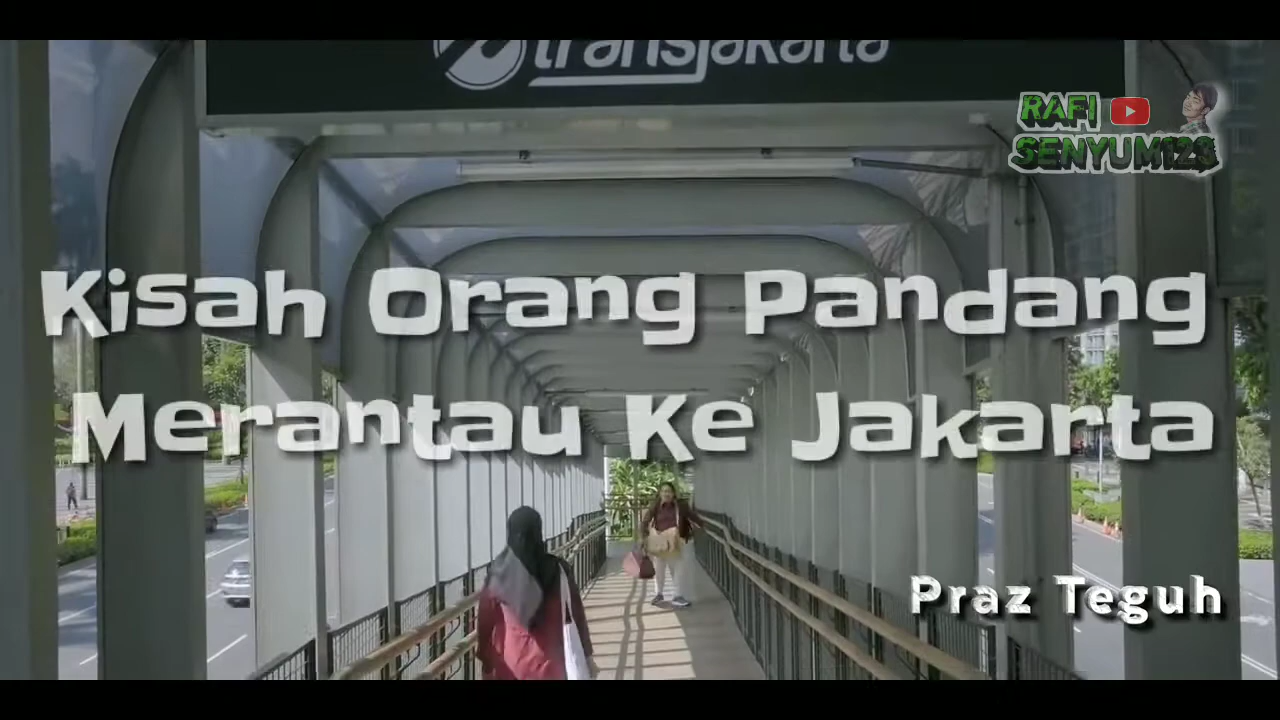 transjakarta
RAFI
SENYUM123
Kisah Orang Pandang
Merantau Ke Jakarta
Praz Teguh